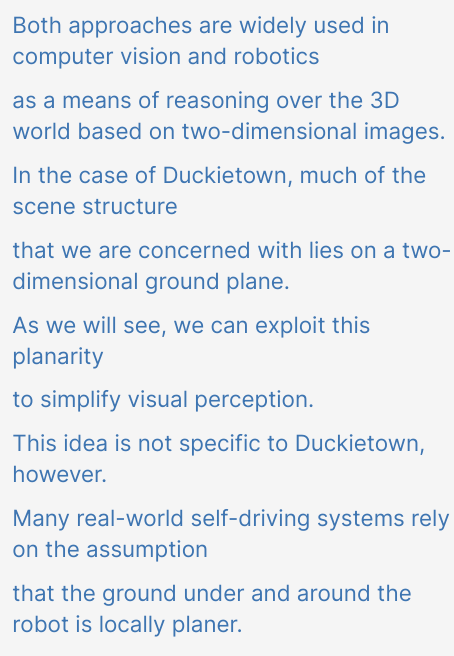 Both approaches are widely used in
computer vision and robotics
as a means of reasoning over the 3D
world based on two-dimensional images.
In the case of Duckietown, much of the
scene structure
that we are concerned with lies on a two-
dimensional ground plane.
As we will see, we can exploit this
planarity
to simplify visual perception.
This idea is not specific to Duckietown,
however.
Many real-world self-driving systems rely
on the assumption
that the ground under and around the
robot is locally planer.